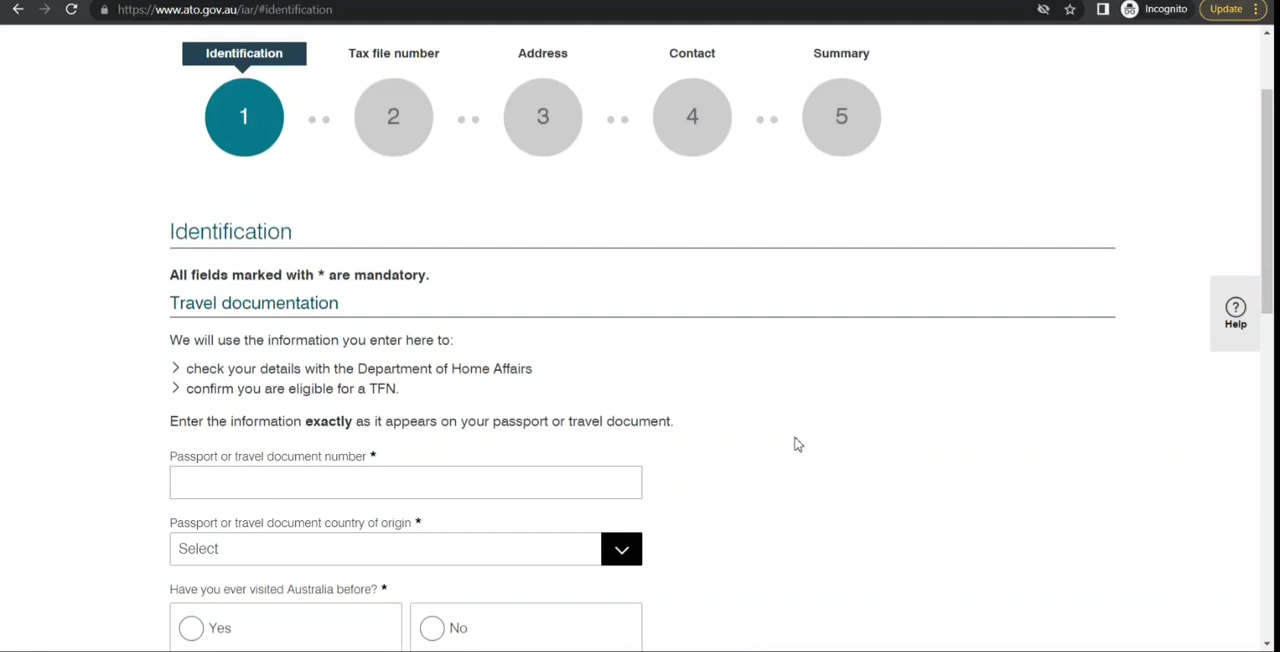 https://www.ato.gov.au/iar/#identification
Incognito
Update
Identification
Tax file number
Address
Contact
Summary
1
2
3
4
5
Identification
All fields marked with * are mandatory.
Travel documentation
We will use the information you enter here to:
check your details with the Department of Home Affairs
confirm you are eligible for a TFN.
Enter the information exactly as it appears on your passport or travel document.
Passport or travel document number *
Passport or travel document country of origin *
Select
Have you ever visited Australia before? *
Yes
No
?
Help